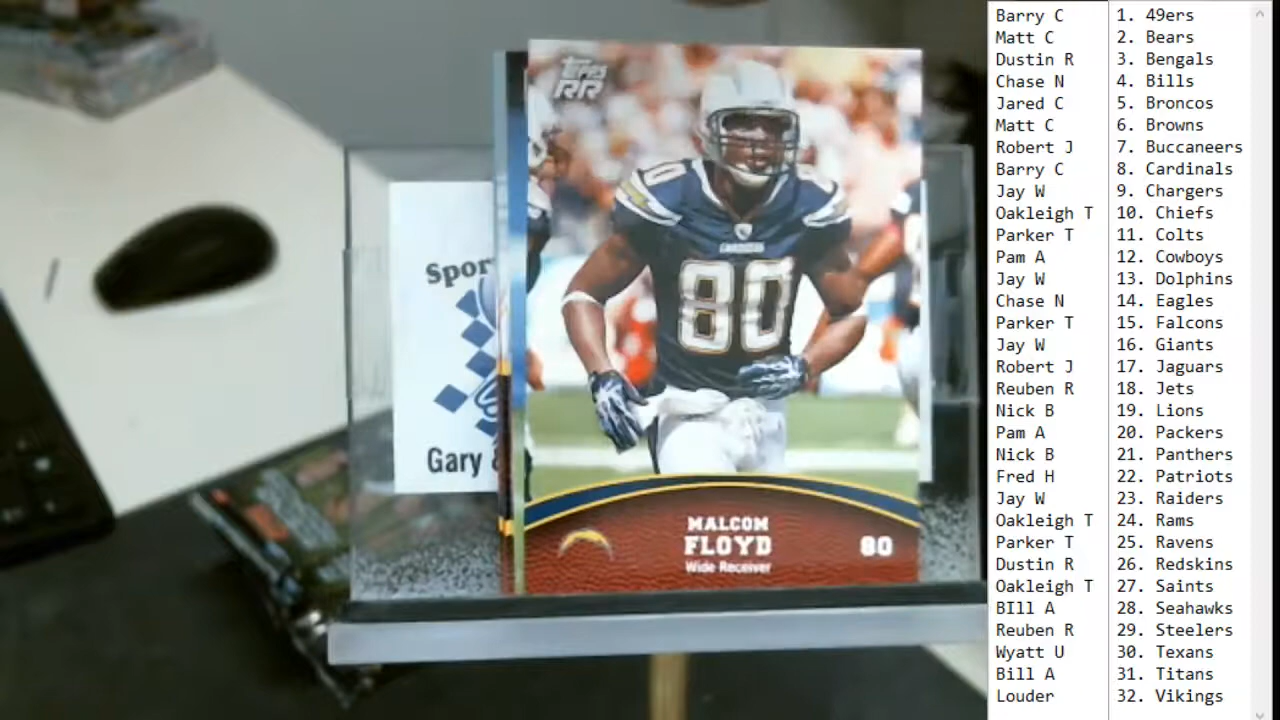 Topps
RR
80
CHARGERS
80
MALCOM
FLOYD
80
Wide Receiver
Spor
Gary &
Barry C 1. 49ers
Matt C 2. Bears
Dustin R 3. Bengals
Chase N 4. Bills
Jared C 5. Broncos
Matt C 6. Browns
Robert J 7. Buccaneers
Barry C 8. Cardinals
Jay W 9. Chargers
Oakleigh T 10. Chiefs
Parker T 11. Colts
Pam A 12. Cowboys
Jay W 13. Dolphins
Chase N 14. Eagles
Parker T 15. Falcons
Jay W 16. Giants
Robert J 17. Jaguars
Reuben R 18. Jets
Nick B 19. Lions
Pam A 20. Packers
Nick B 21. Panthers
Fred H 22. Patriots
Jay W 23. Raiders
Oakleigh T 24. Rams
Parker T 25. Ravens
Dustin R 26. Redskins
Oakleigh T 27. Saints
BIll A 28. Seahawks
Reuben R 29. Steelers
Wyatt U 30. Texans
Bill A 31. Titans
Louder 32. Vikings